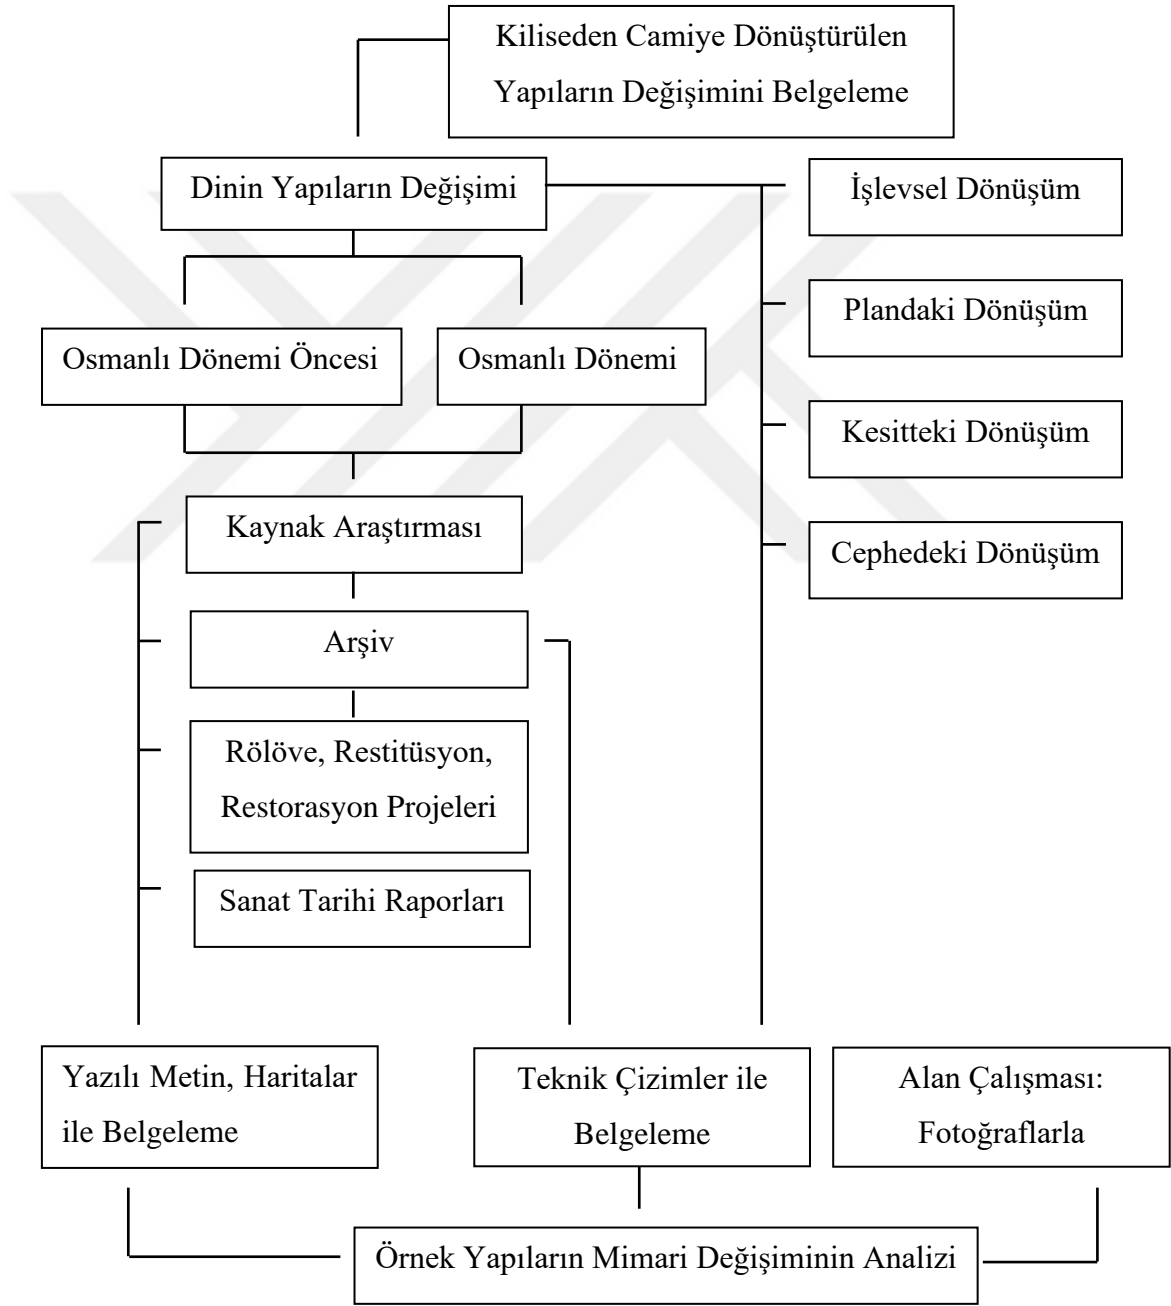 Kiliseden Camiye Dönüştürülen
Yapıların Değişimini Belgeleme
Dinin Yapıların Değişimi
İşlevsel Dönüşüm
Plandaki Dönüşüm
Osmanlı Dönemi Öncesi
Osmanlı Dönemi
Kesitteki Dönüşüm
Kaynak Araştırması
Cephedeki Dönüşüm
Arşiv
Rölöve, Restitüsyon,
Restorasyon Projeleri
Sanat Tarihi Raporları
Yazılı Metin, Haritalar
ile Belgeleme
Teknik Çizimler ile
Belgeleme
Alan Çalışması:
Fotoğraflarla
Örnek Yapıların Mimari Değişiminin Analizi